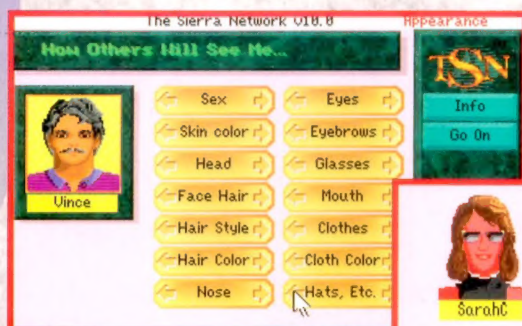 The Sierra Network V10.0
Appearance
How Others Will See Me...
TSN
Info
Go On
Sex
Eyes
Skin color
Eyebrows
Head
Glasses
Face Hair
Mouth
Hair Style
Clothes
Hair Color
Cloth Color
Nose
Hats, Etc.
Vince
SarahC